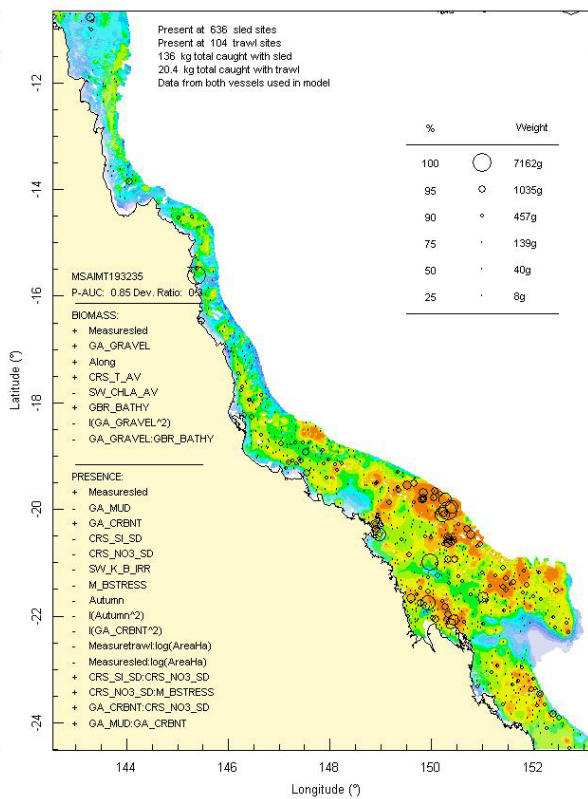 Present at 636 sled sites
Present at 104 trawl sites
136 kg total caught with sled
20.4 kg total caught with trawl
Data from both vessels used in model
% Weight
100 7162g
95 1035g
90 457g
75 139g
50 40g
25 8g
MSAIMT193235
P-AUC: 0.85 Dev. Ratio:
BIOMASS:
+ Measuresled
+ GA_GRAVEL
+ Along
+ CRS_T_AV
- SW_CHLA_AV
+ GBR_BATHY
- I(GA_GRAVEL^2)
- GA_GRAVEL:GBR_BATHY
PRESENCE:
+ Measuresled
- GA_MUD
+ GA_CRBNT
- CRS_SI_SD
- CRS_NO3_SD
- SW_K_B_IRR
- M_BSTRESS
- Autumn
- I(Autumn^2)
- I(GA_CRBNT^2)
- Measuretrawl:log(AreaHa)
- Measuresled:log(AreaHa)
+ CRS_SI_SD:CRS_NO3_SD
+ CRS_NO3_SD:M_BSTRESS
+ GA_CRBNT:CRS_NO3_SD
+ GA_MUD:GA_CRBNT
Latitude (°)
-12
-14
-16
-18
-20
-22
-24
144 146 148 150 152
Longitude (°)